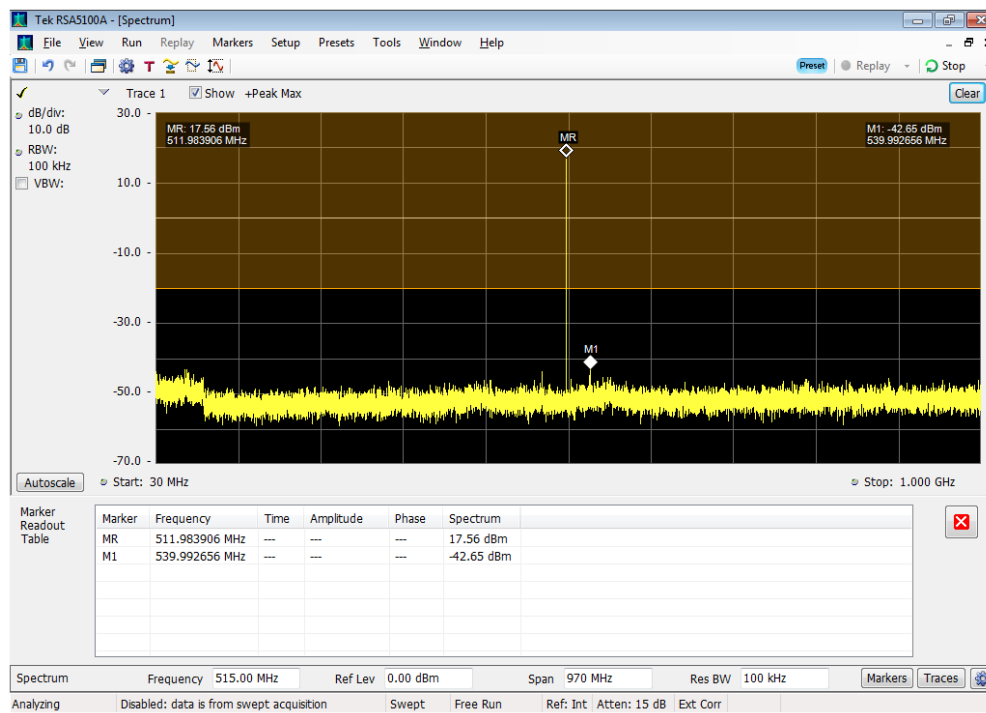 Tek RSA5100A - [Spectrum]
File View Run Replay Markers Setup Presets Tools Window Help
T Preset Replay Stop
Trace 1 Show +Peak Max Clear
dB/div:
10.0 dB
RBW:
100 kHz
VBW:
30.0
10.0
-10.0
-30.0
-50.0
-70.0
MR: 17.56 dBm
511.983906 MHz
MR
M1: -42.65 dBm
539.992656 MHz
M1
Autoscale Start: 30 MHz Stop: 1.000 GHz
Marker
Readout
Table
Marker Frequency Time Amplitude Phase Spectrum
MR 511.983906 MHz --- --- --- 17.56 dBm
M1 539.992656 MHz --- --- --- -42.65 dBm
Spectrum Frequency 515.00 MHz Ref Lev 0.00 dBm Span 970 MHz Res BW 100 kHz Markers Traces
Analyzing Disabled: data is from swept acquisition Swept Free Run Ref: Int Atten: 15 dB Ext Corr